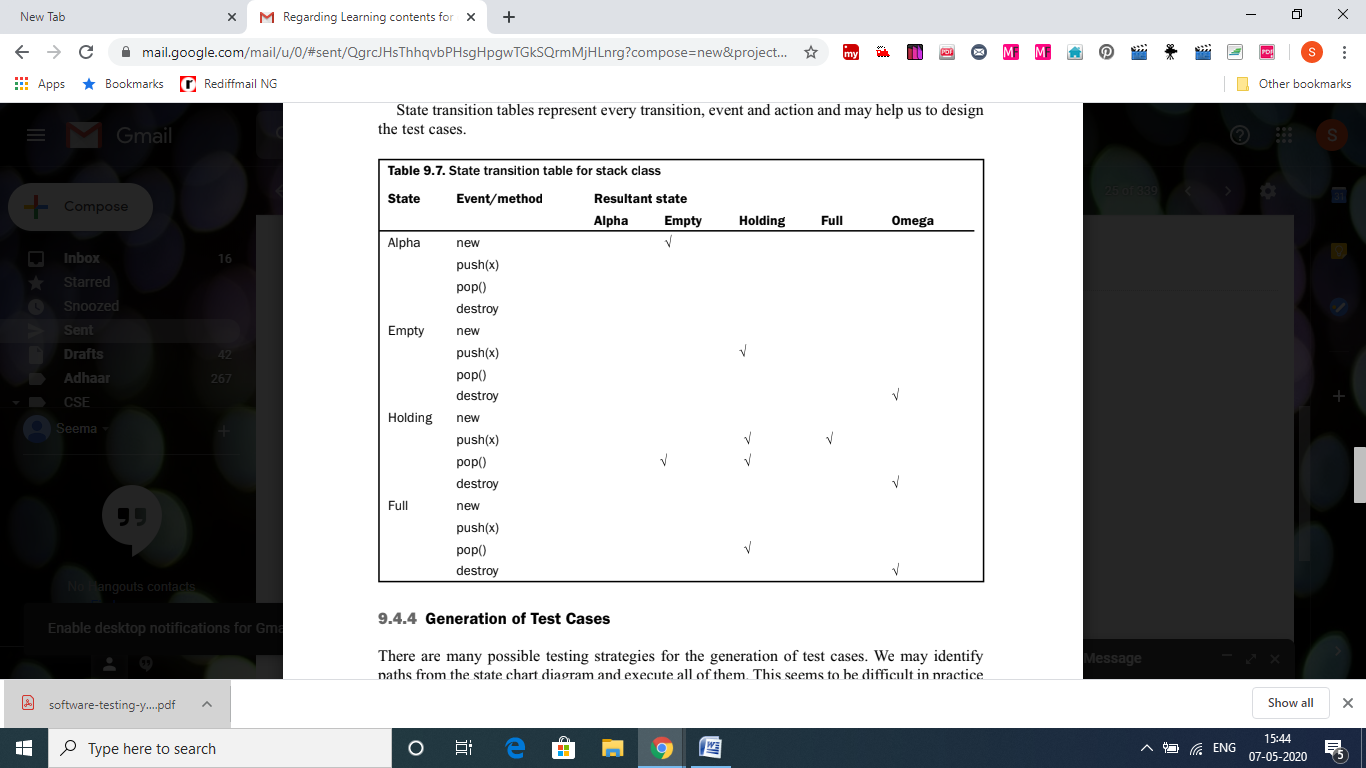 New Tab
Regarding Learning contents for
mail.google.com/mail/u/0/#sent/QgrcJHsThhqvbPHsgHpgwTGkSQrmMjHLnrg?compose=new&project...
my
PDF
M
M
PDF
S
Apps
Bookmarks
Rediffmail NG
Other bookmarks
Gmail
S
Compose
Inbox 16
Starred
Snoozed
Sent
Drafts 42
Adhaar 267
CSE
Seema
No Hangouts contacts
Enable desktop notifications for Gma
Message
State transition tables represent every transition, event and action and may help us to design
the test cases.
Table 9.7. State transition table for stack class
State Event/method Resultant state
Alpha Empty Holding Full Omega
Alpha new √
push(x)
pop()
destroy
Empty new
push(x) √
pop()
destroy √
Holding new
push(x) √ √
pop() √ √
destroy √
Full new
push(x)
pop() √
destroy √
9.4.4 Generation of Test Cases
There are many possible testing strategies for the generation of test cases. We may identify
paths from the state chart diagram and execute all of them. This seems to be difficult in practice
software-testing-y....pdf
Show all
Type here to search
ENG
15:44
07-05-2020
5